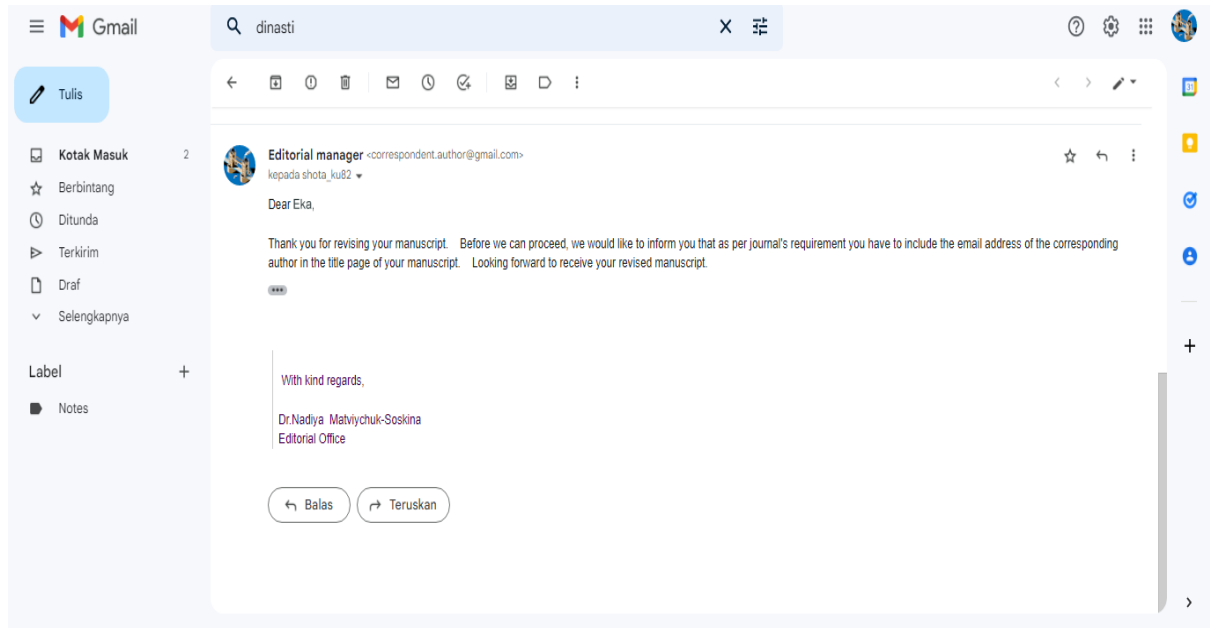 Gmail
dinasti
Tulis
Kotak Masuk 2
Berbintang
Ditunda
Terkirim
Draf
Selengkapnya
Label
Notes
Editorial manager <correspondent.author@gmail.com>
kepada shota_ku82
Dear Eka,
Thank you for revising your manuscript. Before we can proceed, we would like to inform you that as per journal's requirement you have to include the email address of the corresponding
author in the title page of your manuscript. Looking forward to receive your revised manuscript.
With kind regards,
Dr.Nadiya Matviychuk-Soskina
Editorial Office
Balas
Teruskan
31